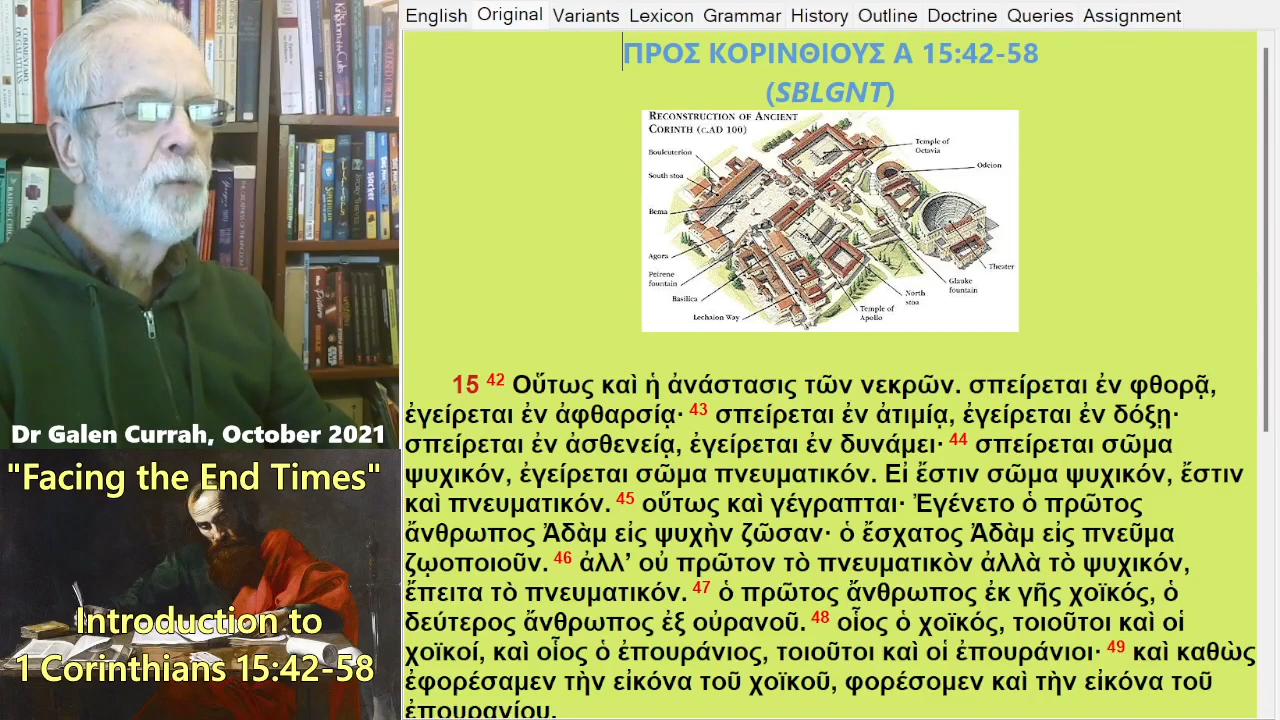 English Original Variants Lexicon Grammar History Outline Doctrine Queries Assignment
ΠΡΟΣ ΚΟΡΙΝΘΙΟΥΣ Α 15:42-58
(SBLGNT)
RECONSTRUCTION OF ANCIENT
CORINTH (C.AD 100)
Bouleuterion
South stoa
Bema
Agora
Peirene
fountain
Basilica
Lechaion Way
Temple of
Octavia
Odeion
Theater
Glauke
fountain
North
stoa
Temple of
Apollo
15 42 Οὕτως καὶ ἡ ἀνάστασις τῶν νεκρῶν. σπείρεται ἐν φθορᾷ,
ἐγείρεται ἐν ἀφθαρσίᾳ· 43 σπείρεται ἐν ἀτιμίᾳ, ἐγείρεται ἐν δόξῃ·
σπείρεται ἐν ἀσθενείᾳ, ἐγείρεται ἐν δυνάμει· 44 σπείρεται σῶμα
ψυχικόν, ἐγείρεται σῶμα πνευματικόν. Εἰ ἔστιν σῶμα ψυχικόν, ἔστιν
καὶ πνευματικόν. 45 οὕτως καὶ γέγραπται· Ἐγένετο ὁ πρῶτος
ἄνθρωπος Ἀδὰμ εἰς ψυχὴν ζῶσαν· ὁ ἔσχατος Ἀδὰμ εἰς πνεῦμα
ζῳοποιοῦν. 46 ἀλλ’ οὐ πρῶτον τὸ πνευματικὸν ἀλλὰ τὸ ψυχικόν,
ἔπειτα τὸ πνευματικόν. 47 ὁ πρῶτος ἄνθρωπος ἐκ γῆς χοϊκός, ὁ
δεύτερος ἄνθρωπος ἐξ οὐρανοῦ. 48 οἷος ὁ χοϊκός, τοιοῦτοι καὶ οἱ
χοϊκοί, καὶ οἷος ὁ ἐπουράνιος, τοιοῦτοι καὶ οἱ ἐπουράνιοι· 49 καὶ καθὼς
ἐφορέσαμεν τὴν εἰκόνα τοῦ χοϊκοῦ, φορέσομεν καὶ τὴν εἰκόνα τοῦ
ἐπουρανίου.
Dr Galen Currah, October 2021
"Facing the End Times"
Introduction to
1 Corinthians 15:42-58